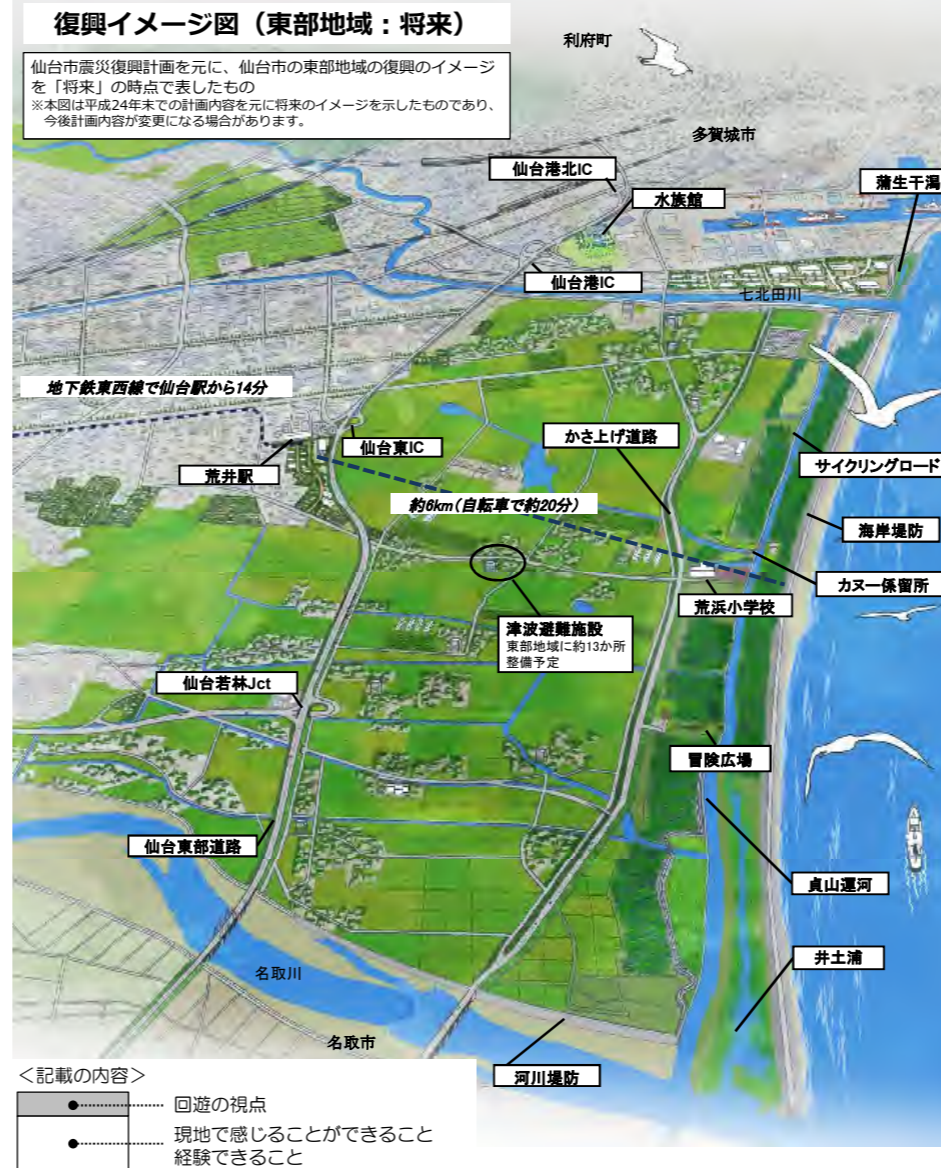 復興イメージ図（東部地域：将来）
仙台市震災復興計画を元に、仙台市の東部地域の復興のイメージ
を「将来」の時点で表したもの
※本図は平成24年末での計画内容を元に将来のイメージを示したものであり、
今後計画内容が変更になる場合があります。
利府町
多賀城市
仙台港北IC
水族館
蒲生干潟
仙台港IC
七北田川
地下鉄東西線で仙台駅から14分
仙台東IC
かさ上げ道路
荒井駅
サイクリングロード
約6km（自転車で約20分）
海岸堤防
カヌー係留所
荒浜小学校
津波避難施設
東部地域に約13か所
整備予定
仙台若林Jct
冒険広場
仙台東部道路
貞山運河
井土浦
名取川
名取市
河川堤防
＜記載の内容＞
回遊の視点
現地で感じることができること
経験できること